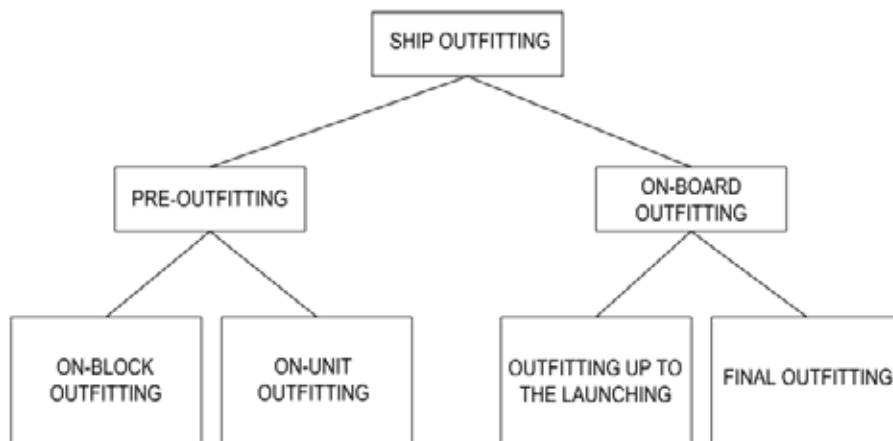 SHIP OUTFITTING
PRE-OUTFITTING
ON-BOARD
OUTFITTING
ON-BLOCK
OUTFITTING
ON-UNIT
OUTFITTING
OUTFITTING UP TO
THE LAUNCHING
FINAL OUTFITTING